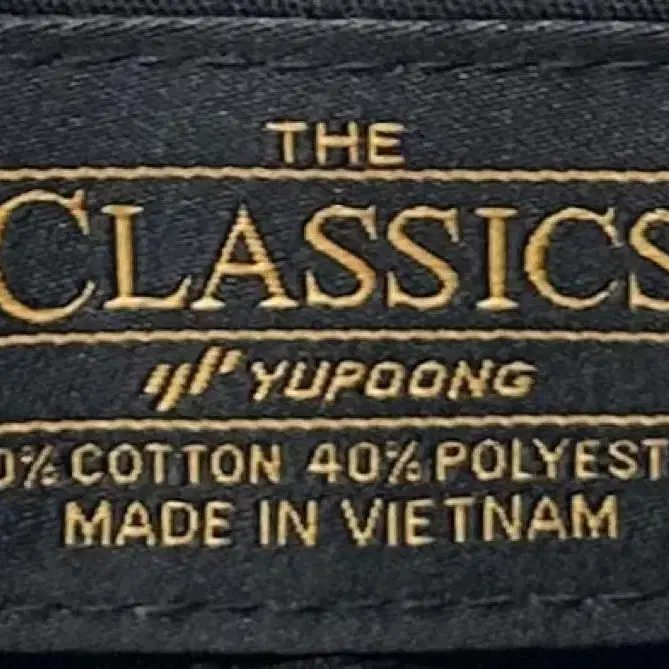 THE
CLASSICS
YUPOONG
0% COTTON 40% POLYEST
MADE IN VIETNAM